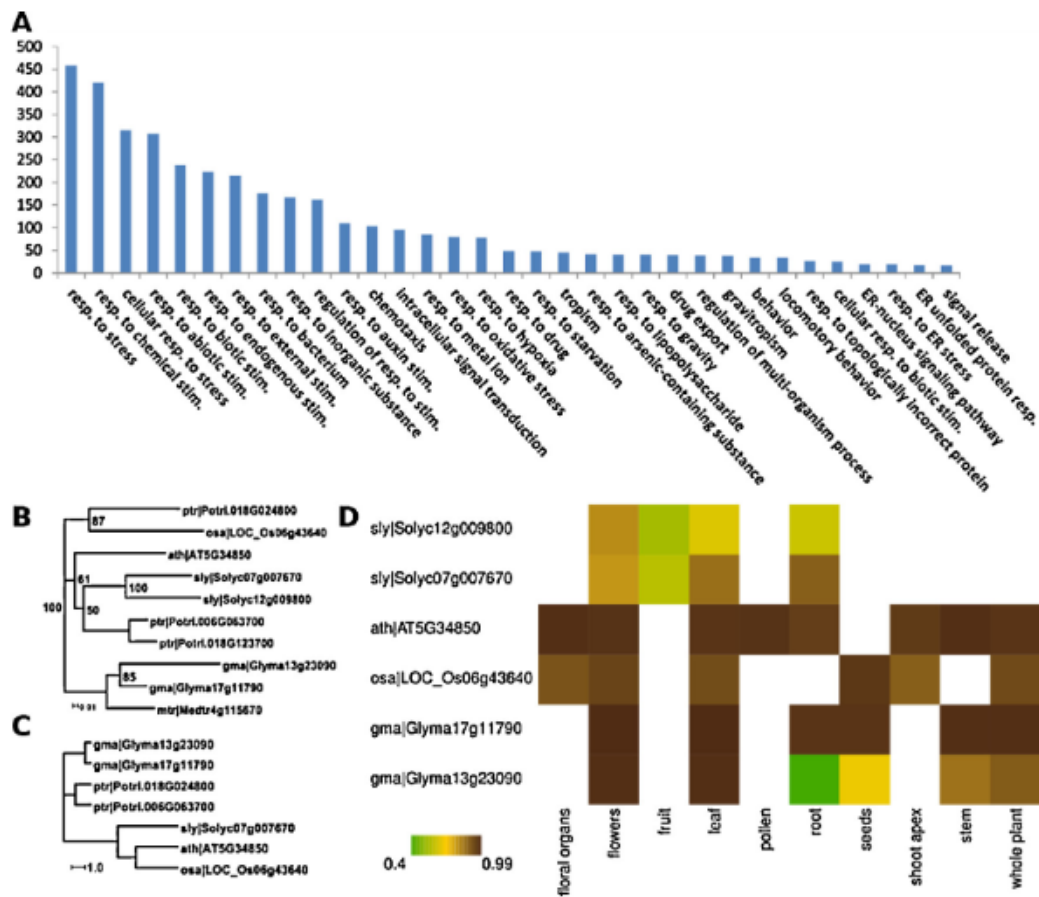 A
500
450
400
350
300
250
200
150
100
50
0
resp. to stress
resp. to chemical stim.
cellular resp. to stress
resp. to abiotic stim.
resp. to biotic stim.
resp. to endogenous stim.
resp. to external stim.
resp. to bacterium
resp. to inorganic substance
regulation of resp. to stim.
resp. to auxin stim.
chemotaxis
intracellular signal transduction
resp. to metal ion
resp. to oxidative stress
resp. to hypoxia
resp. to drug
resp. to starvation
tropism
resp. to arsenic-containing substance
resp. to lipopolysaccharide
resp. to gravity
drug export
regulation of multi-organism process
gravitropism
behavior
locomotory behavior
resp. to topologically incorrect protein
cellular resp. to biotic stim.
ER-nucleus signaling pathway
resp. to ER stress
ER unfolded protein resp.
signal release
B
ptr|Potri.018G024800
87
osa|LOC_Os06g43640
ath|AT5G34850
61
sly|Solyc07g007670
100
sly|Solyc12g009800
100
50
ptr|Potri.006G063700
ptr|Potri.018G123700
gma|Glyma13g23090
85
gma|Glyma17g11790
mtr|Medtr4g115670
C
gma|Glyma13g23090
gma|Glyma17g11790
ptr|Potri.018G024800
ptr|Potri.006G063700
sly|Solyc07g007670
ath|AT5G34850
1.0
osa|LOC_Os06g43640
D
sly|Solyc12g009800
sly|Solyc07g007670
ath|AT5G34850
osa|LOC_Os06g43640
gma|Glyma17g11790
gma|Glyma13g23090
0.4
0.99
floral organs
flowers
fruit
leaf
pollen
root
seeds
shoot apex
stem
whole plant